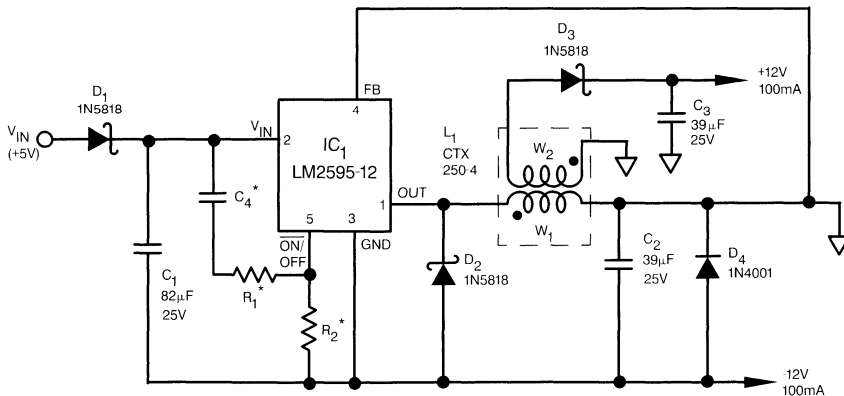 D3
1N5818
+12V
100mA
D1
1N5818
FB
4
C3
39µF
25V
VIN
(+5V)
VIN
2
IC1
LM2595-12
L1
CTX
250-4
W2
C4*
OUT
1
5
3
ON/
OFF
GND
W1
C1
82µF
25V
R1*
R2*
D2
1N5818
C2
39µF
25V
D4
1N4001
-12V
100mA